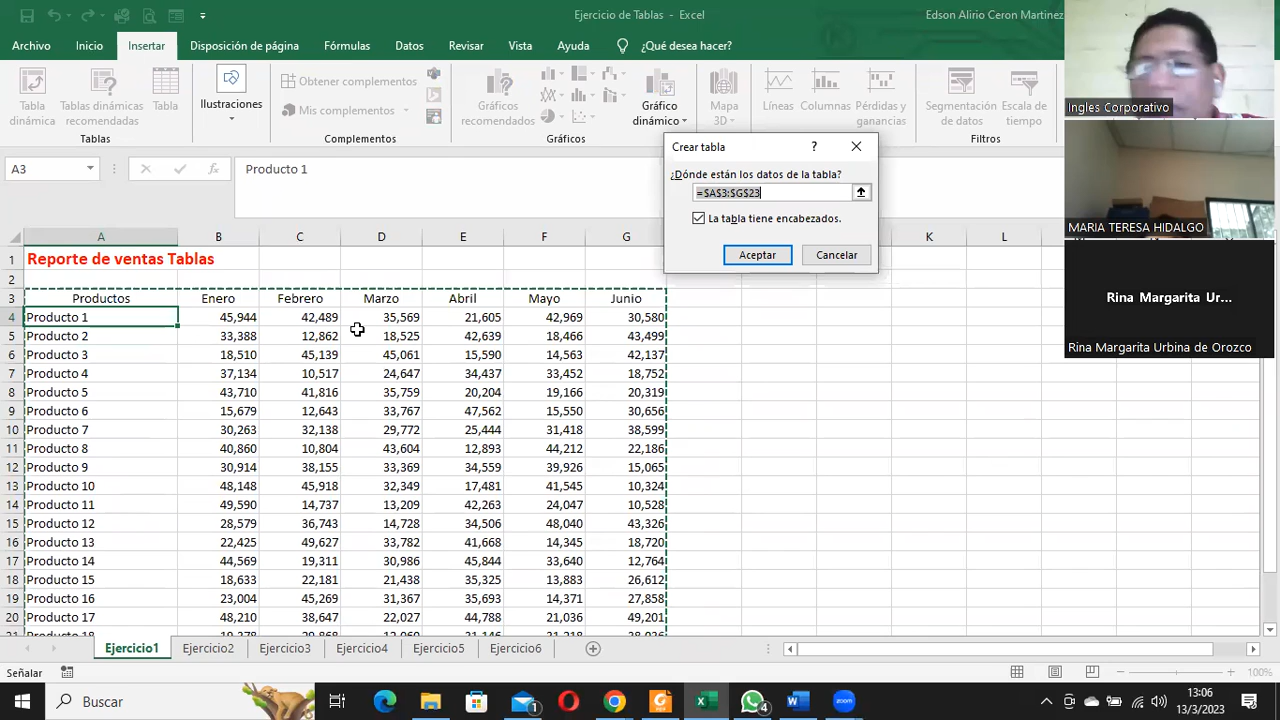 Ejercicio de Tablas - Excel
Edson Alirio Ceron Martinez
Archivo Inicio Insertar Disposición de página Fórmulas Datos Revisar Vista Ayuda ¿Qué desea hacer?
Tabla dinámica
Tablas dinámicas recomendadas
Tabla
Ilustraciones
Obtener complementos
Mis complementos
Gráficos recomendados
Gráfico dinámico
Mapa 3D
Líneas
Columnas
Pérdidas y ganancias
Segmentación de datos
Escala de tiempo
Tablas Complementos Gráficos Filtros
Ingles Corporativo
MARIA TERESA HIDALGO
Rina Margarita Ur...
Rina Margarita Urbina de Orozco
Crear tabla ?
¿Dónde están los datos de la tabla?
=$A$3:$G$23
La tabla tiene encabezados.
Aceptar Cancelar
A3 fx Producto 1
A B C D E F G K L
1 Reporte de ventas Tablas
2
3 Productos Enero Febrero Marzo Abril Mayo Junio
4 Producto 1 45,944 42,489 35,569 21,605 42,969 30,580
5 Producto 2 33,388 12,862 18,525 42,639 18,466 43,499
6 Producto 3 18,510 45,139 45,061 15,590 14,563 42,137
7 Producto 4 37,134 10,517 24,647 34,437 33,452 18,752
8 Producto 5 43,710 41,816 35,759 20,204 19,166 20,319
9 Producto 6 15,679 12,643 33,767 47,562 15,550 30,656
10 Producto 7 30,263 32,138 29,772 25,444 31,418 38,599
11 Producto 8 40,860 10,804 43,604 12,893 44,212 22,186
12 Producto 9 30,914 38,155 33,369 34,559 39,926 15,065
13 Producto 10 48,148 45,918 32,349 17,481 41,545 10,324
14 Producto 11 49,590 14,737 13,209 42,263 24,047 10,528
15 Producto 12 28,579 36,743 14,728 34,506 48,040 43,326
16 Producto 13 22,425 49,627 33,782 41,668 14,345 18,720
17 Producto 14 44,569 19,311 30,986 45,844 33,640 12,764
18 Producto 15 18,633 22,181 21,438 35,325 13,883 26,612
19 Producto 16 23,004 45,269 31,367 35,693 14,371 27,858
20 Producto 17 48,210 38,647 22,027 44,788 21,036 49,201
Ejercicio1 Ejercicio2 Ejercicio3 Ejercicio4 Ejercicio5 Ejercicio6
Señalar 100%
Buscar 1 4 13:06
13/3/2023